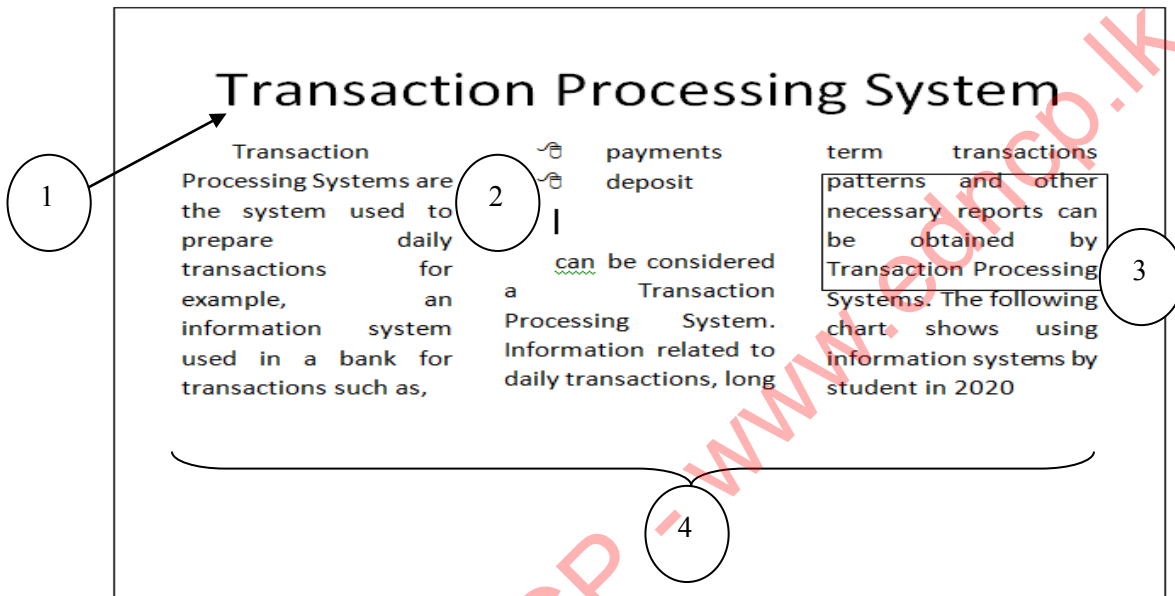 Transaction Processing System
Transaction
Processing Systems are
the system used to
prepare daily
transactions for
example, an
information system
used in a bank for
transactions such as,
payments
deposit
can be considered
a Transaction
Processing System.
Information related to
daily transactions, long
term transactions
patterns and other
necessary reports can
be obtained by
Transaction Processing
Systems. The following
chart shows using
information systems by
student in 2020
1
2
3
4
P - www.edncp.lk